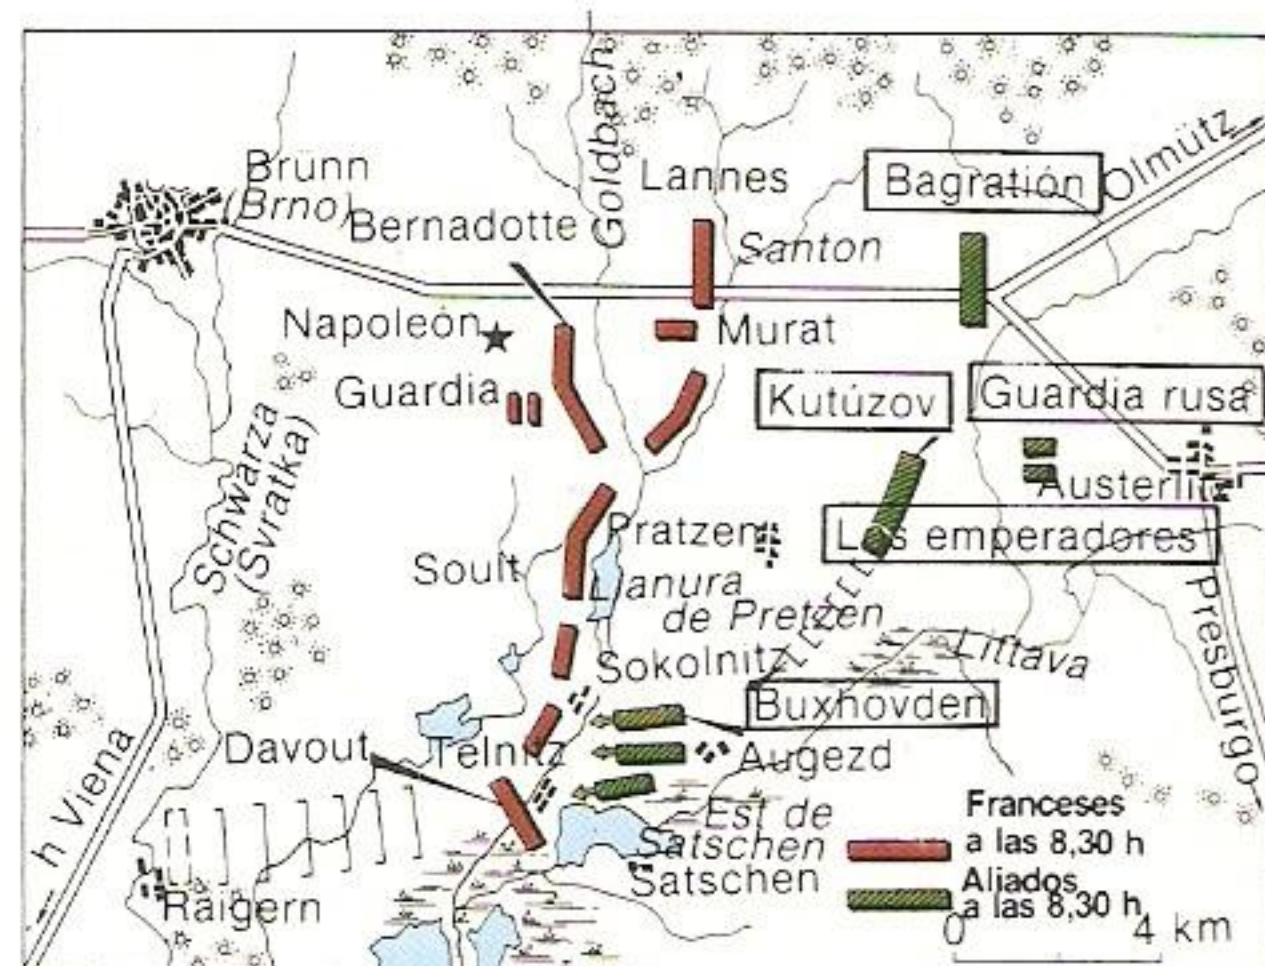 Goldbach
Brünn
(Brno)
Bernadotte
Lannes
Bagratión
Olmütz
Santon
Napoleón
Murat
Guardia
Kutúzov
Guardia rusa
Schwarza
(Svratka)
Austerlitz
Pratzen
Los emperadores
Soult
Llanura
de Pretzen
Presburgo
Sokolnitz
Littava
Buxhovden
Davout
Telnitz
Augezd
h Viena
Est de
Satschen
Satschen
Raigern
Franceses
a las 8,30 h
Aliados
a las 8,30 h
0 4 km